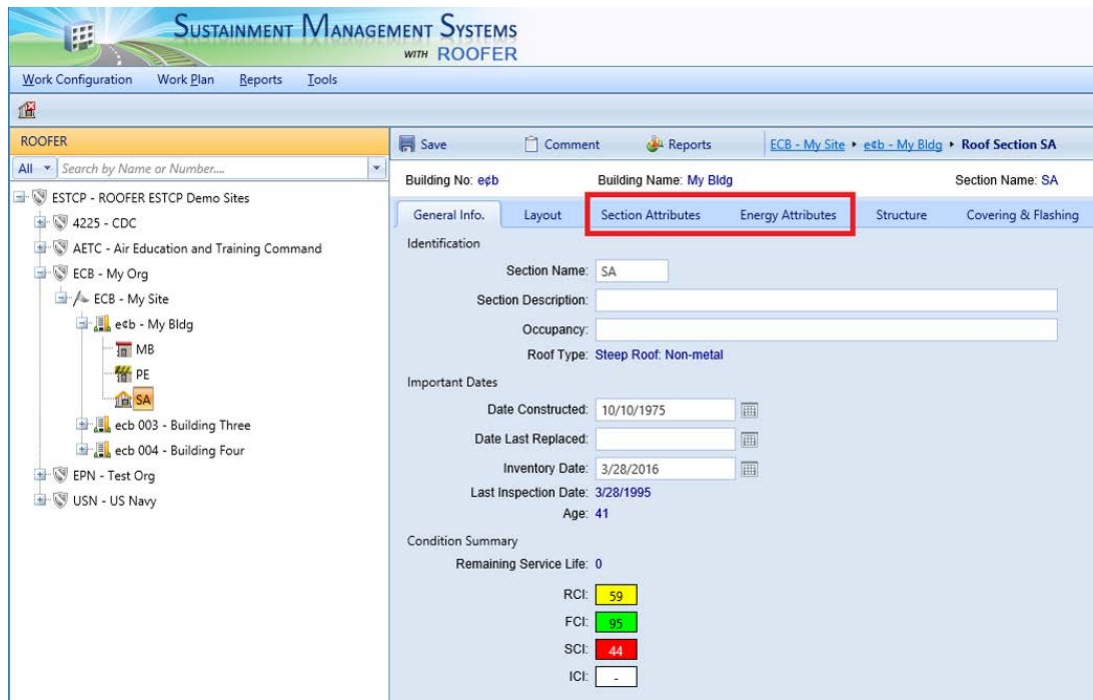 SUSTAINMENT MANAGEMENT SYSTEMS
WITH ROOFER
Work Configuration Work Plan Reports Tools
ROOFER
All Search by Name or Number....
ESTCP - ROOFER ESTCP Demo Sites
4225 - CDC
AETC - Air Education and Training Command
ECB - My Org
ECB - My Site
e¢b - My Bldg
MB
PE
SA
ecb 003 - Building Three
ecb 004 - Building Four
EPN - Test Org
USN - US Navy
Save Comment Reports ECB - My Site e¢b - My Bldg Roof Section SA
Building No: e¢b Building Name: My Bldg Section Name: SA
General Info. Layout Section Attributes Energy Attributes Structure Covering & Flashing
Identification
Section Name: SA
Section Description:
Occupancy:
Roof Type: Steep Roof: Non-metal
Important Dates
Date Constructed: 10/10/1975
Date Last Replaced:
Inventory Date: 3/28/2016
Last Inspection Date: 3/28/1995
Age: 41
Condition Summary
Remaining Service Life: 0
RCI: 59
FCI: 95
SCI: 44
ICI: -